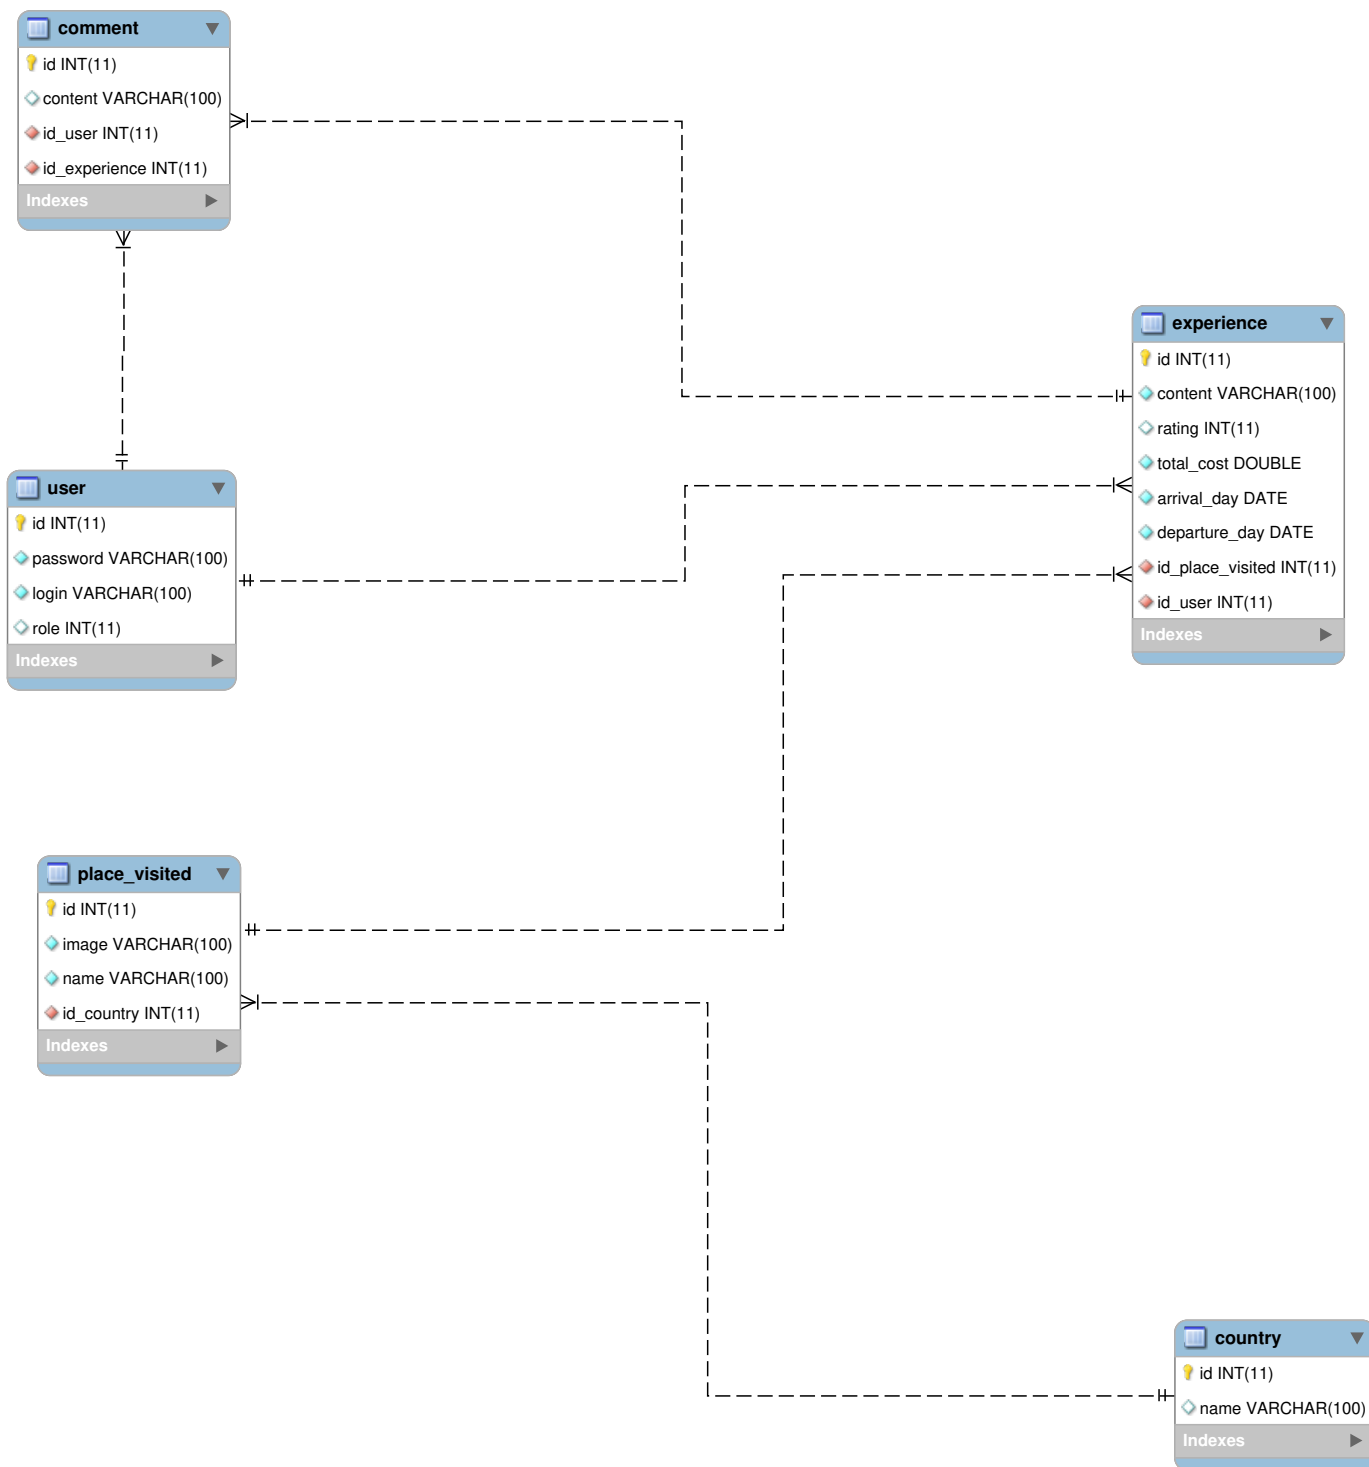 comment
id INT(11)
content VARCHAR(100)
id_user INT(11)
id_experience INT(11)
Indexes
experience
id INT(11)
content VARCHAR(100)
rating INT(11)
total_cost DOUBLE
arrival_day DATE
departure_day DATE
id_place_visited INT(11)
id_user INT(11)
Indexes
user
id INT(11)
password VARCHAR(100)
login VARCHAR(100)
role INT(11)
Indexes
place_visited
id INT(11)
image VARCHAR(100)
name VARCHAR(100)
id_country INT(11)
Indexes
country
id INT(11)
name VARCHAR(100)
Indexes